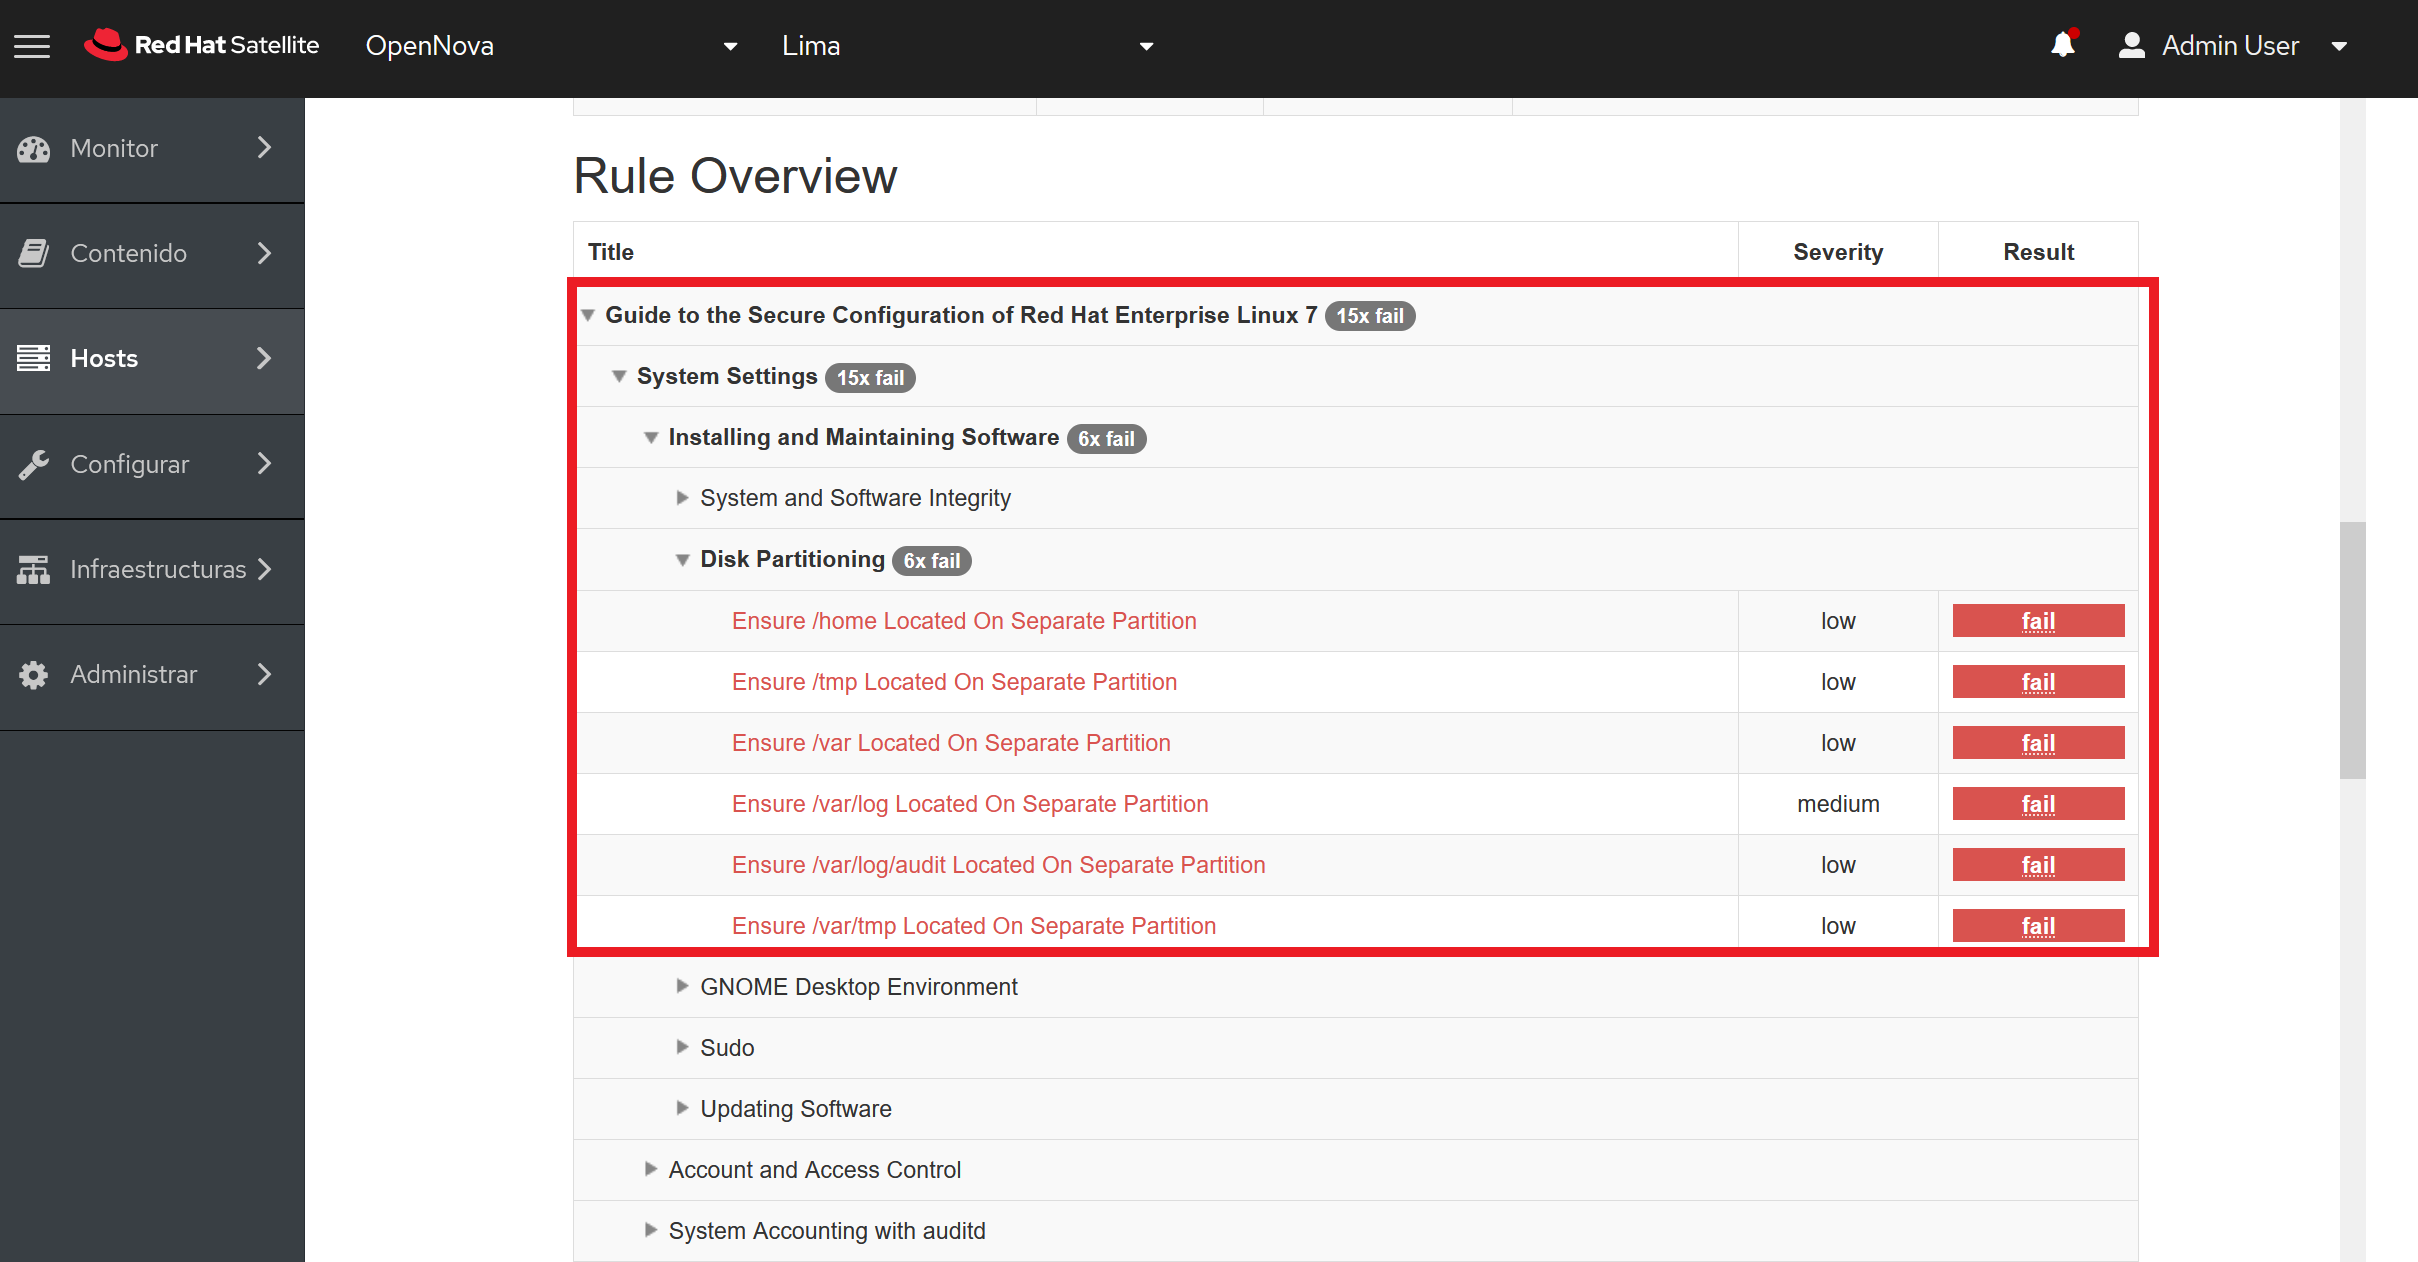 Red Hat Satellite OpenNova Lima Admin User
Monitor
Contenido
Hosts
Configurar
Infraestructuras
Administrar
Rule Overview
Title Severity Result
Guide to the Secure Configuration of Red Hat Enterprise Linux 7 15x fail
System Settings 15x fail
Installing and Maintaining Software 6x fail
System and Software Integrity
Disk Partitioning 6x fail
Ensure /home Located On Separate Partition low fail
Ensure /tmp Located On Separate Partition low fail
Ensure /var Located On Separate Partition low fail
Ensure /var/log Located On Separate Partition medium fail
Ensure /var/log/audit Located On Separate Partition low fail
Ensure /var/tmp Located On Separate Partition low fail
GNOME Desktop Environment
Sudo
Updating Software
Account and Access Control
System Accounting with auditd